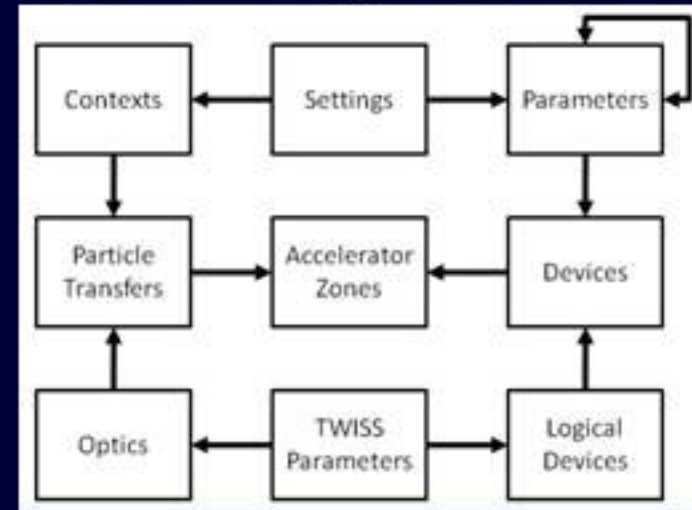 Contexts
Settings
Parameters
Particle
Transfers
Accelerator
Zones
Devices
Optics
TWISS
Parameters
Logical
Devices